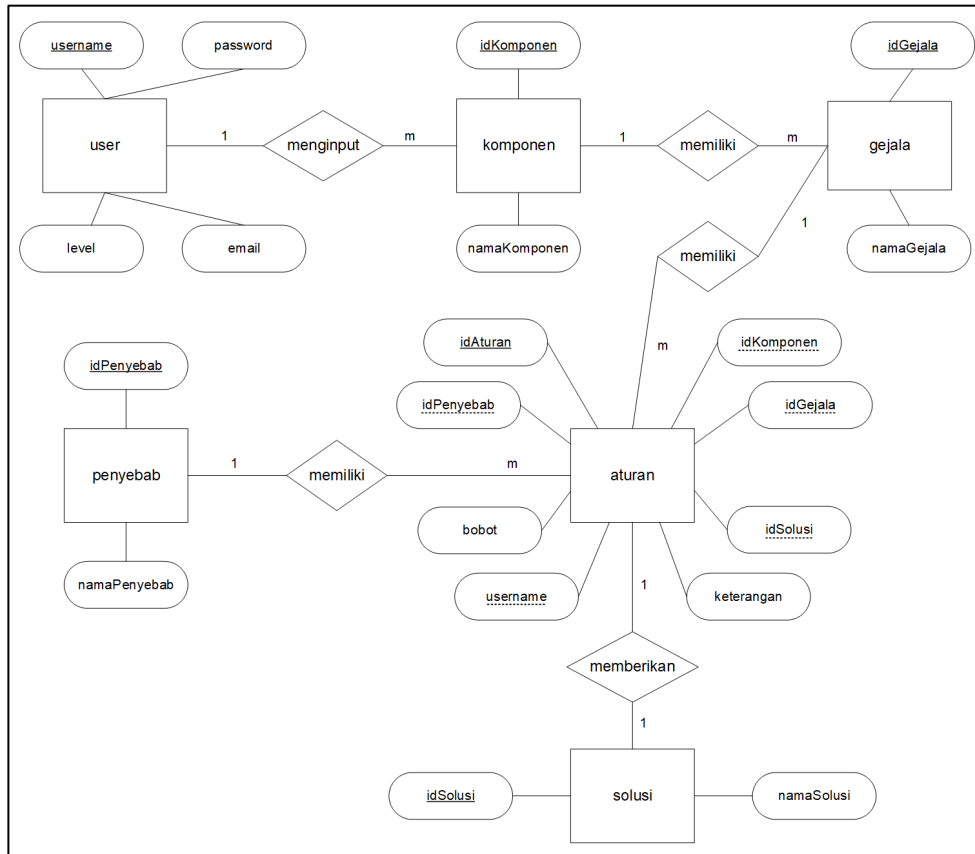 username
password
idKomponen
idGejala
user
1
menginput
m
komponen
1
memiliki
m
gejala
level
email
namaKomponen
1
namaGejala
memiliki
m
idAturan
idKomponen
idPenyebab
idPenyebab
idGejala
penyebab
1
memiliki
m
aturan
bobot
idSolusi
namaPenyebab
username
1
keterangan
memberikan
1
idSolusi
solusi
namaSolusi